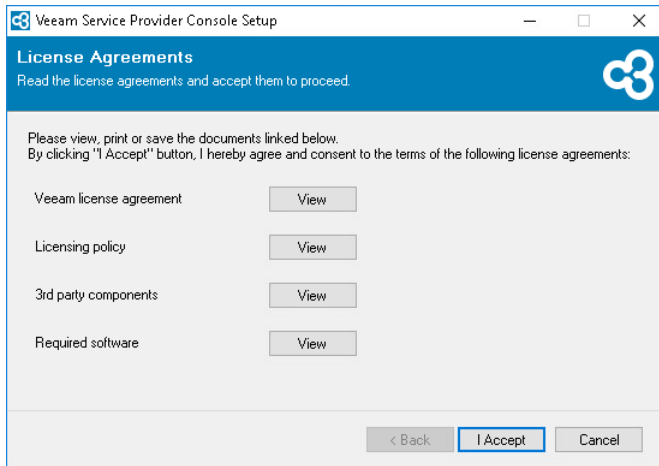 Veeam Service Provider Console Setup
License Agreements
Read the license agreements and accept them to proceed.
Please view, print or save the documents linked below.
By clicking "I Accept" button, I hereby agree and consent to the terms of the following license agreements:
Veeam license agreement View
Licensing policy View
3rd party components View
Required software View
< Back I Accept Cancel